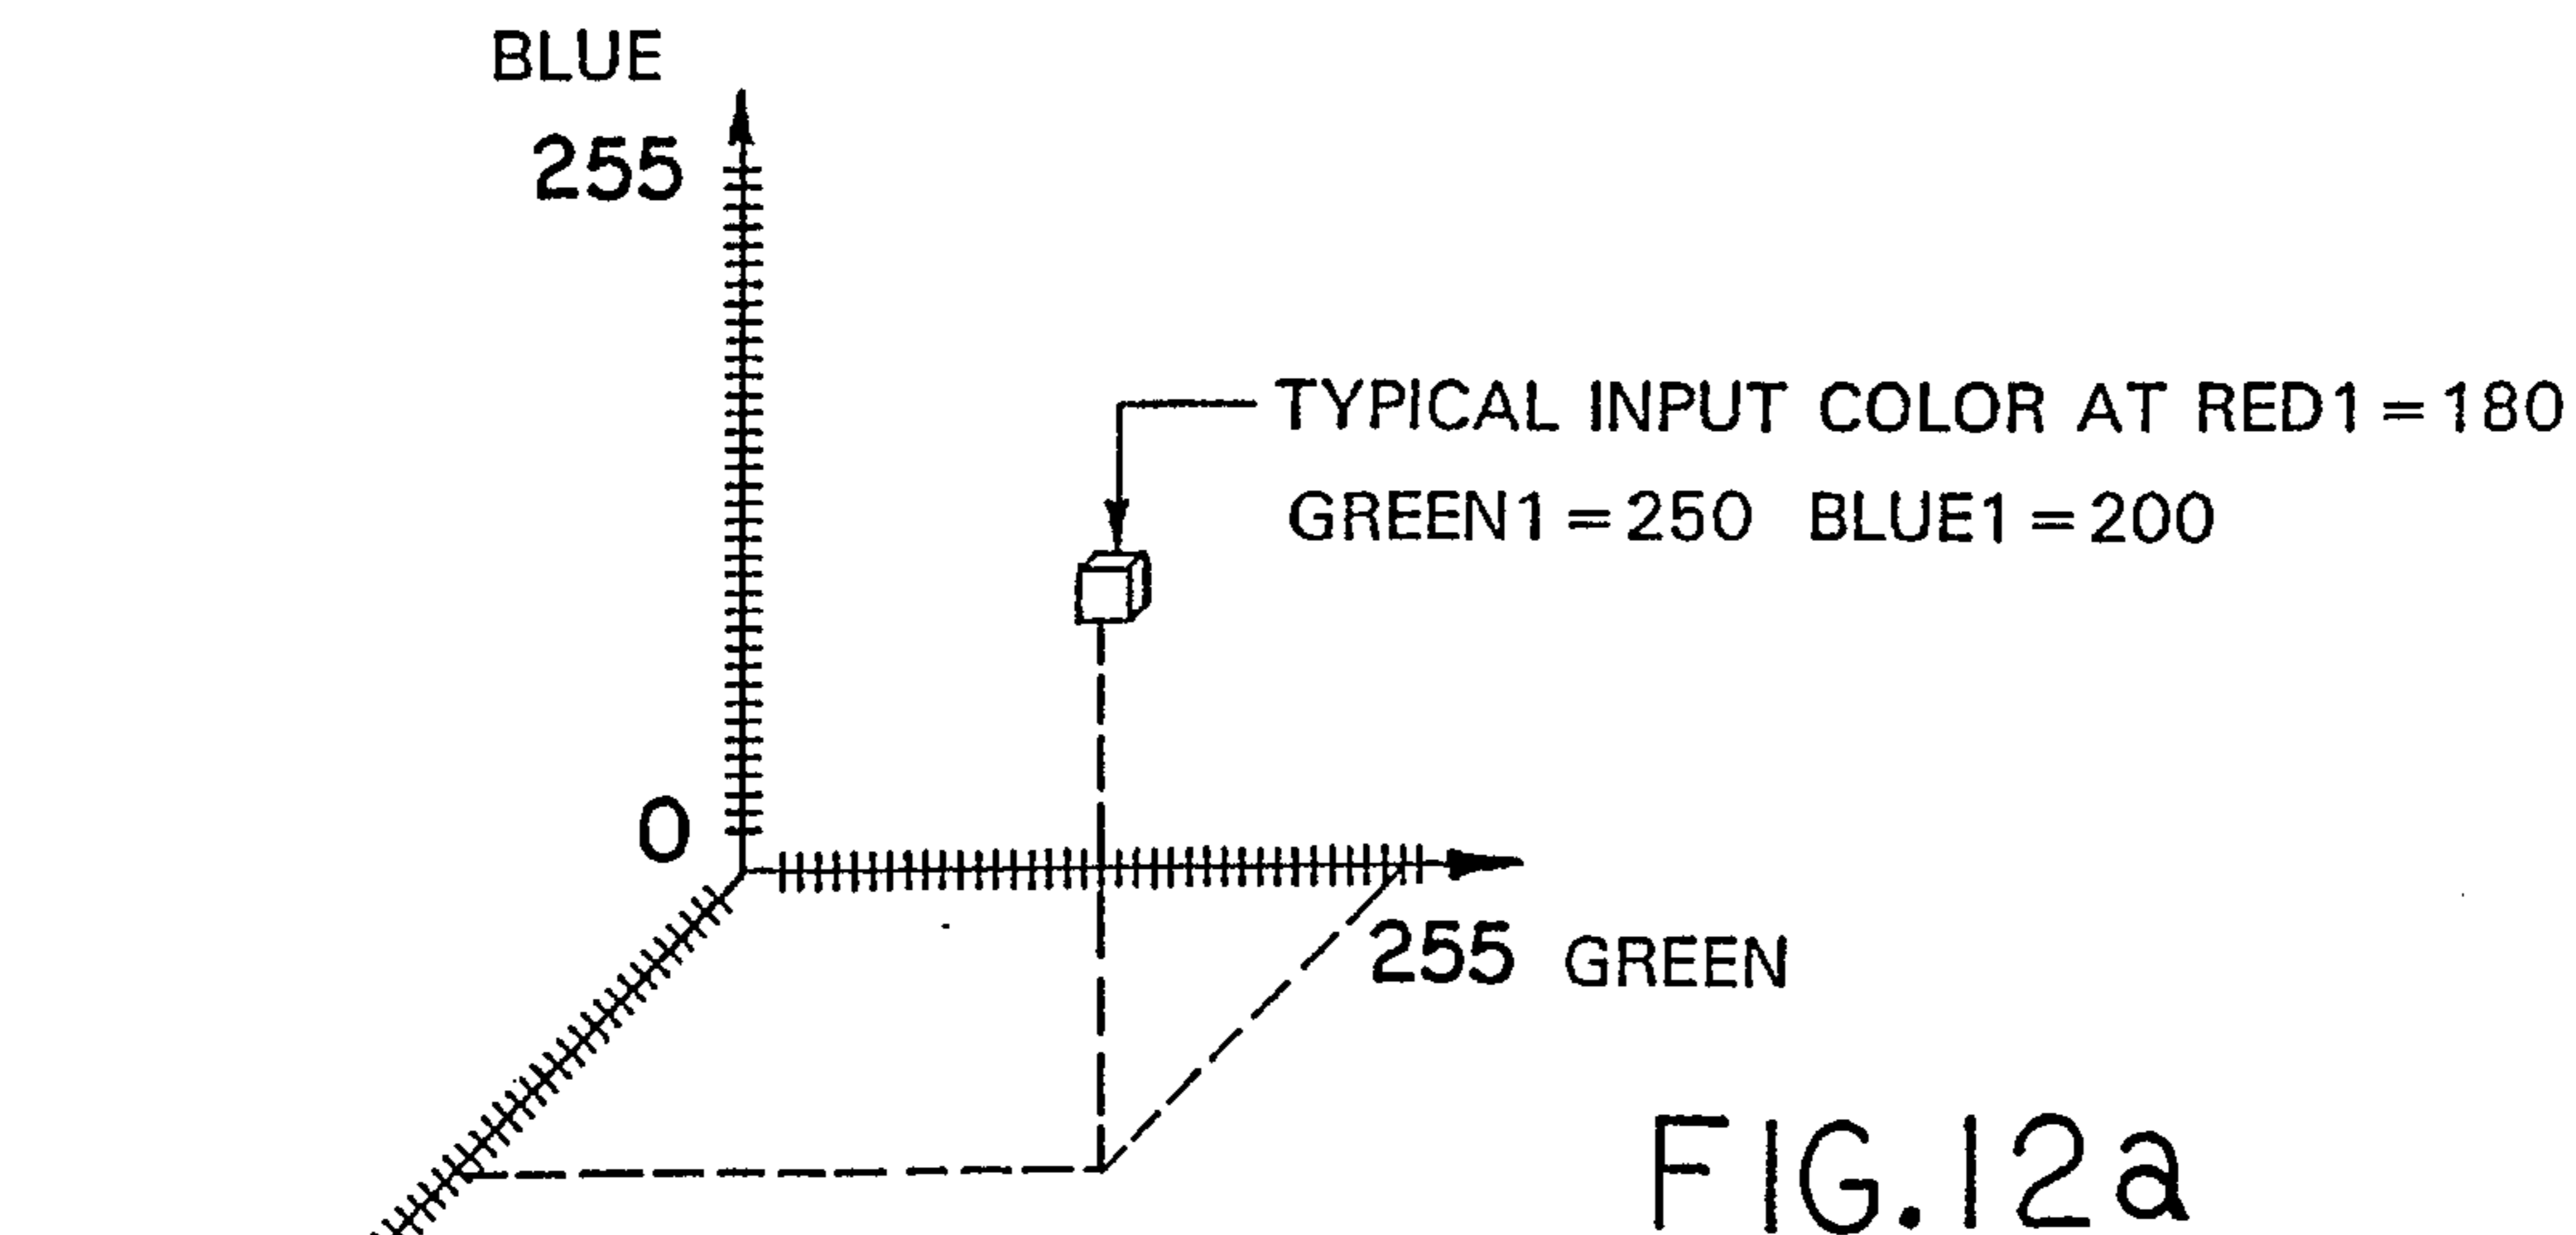 BLUE
255
TYPICAL INPUT COLOR AT RED1=180
GREEN1=250 BLUE1=200
0
255 GREEN
FIG.12a